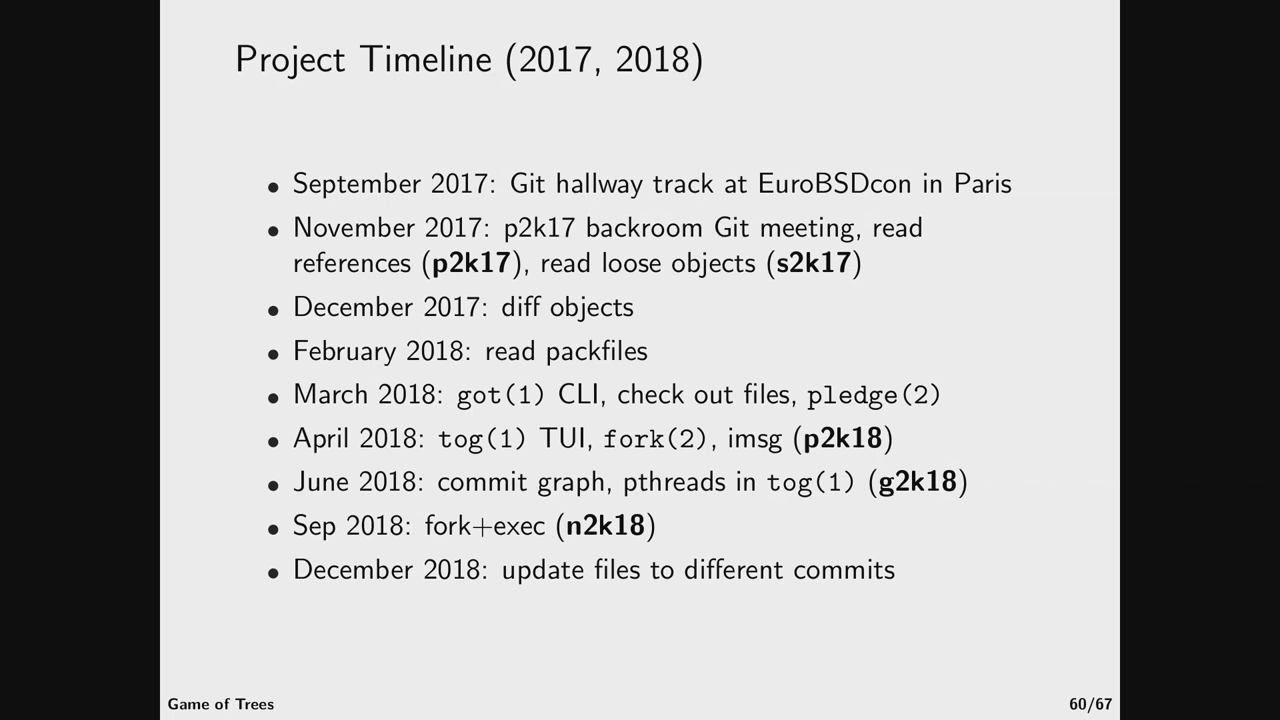 Project Timeline (2017, 2018)
• September 2017: Git hallway track at EuroBSDcon in Paris
• November 2017: p2k17 backroom Git meeting, read
references (p2k17), read loose objects (s2k17)
• December 2017: diff objects
• February 2018: read packfiles
• March 2018: got(1) CLI, check out files, pledge(2)
• April 2018: tog(1) TUI, fork(2), imsg (p2k18)
• June 2018: commit graph, pthreads in tog(1) (g2k18)
• Sep 2018: fork+exec (n2k18)
• December 2018: update files to different commits
Game of Trees
60/67